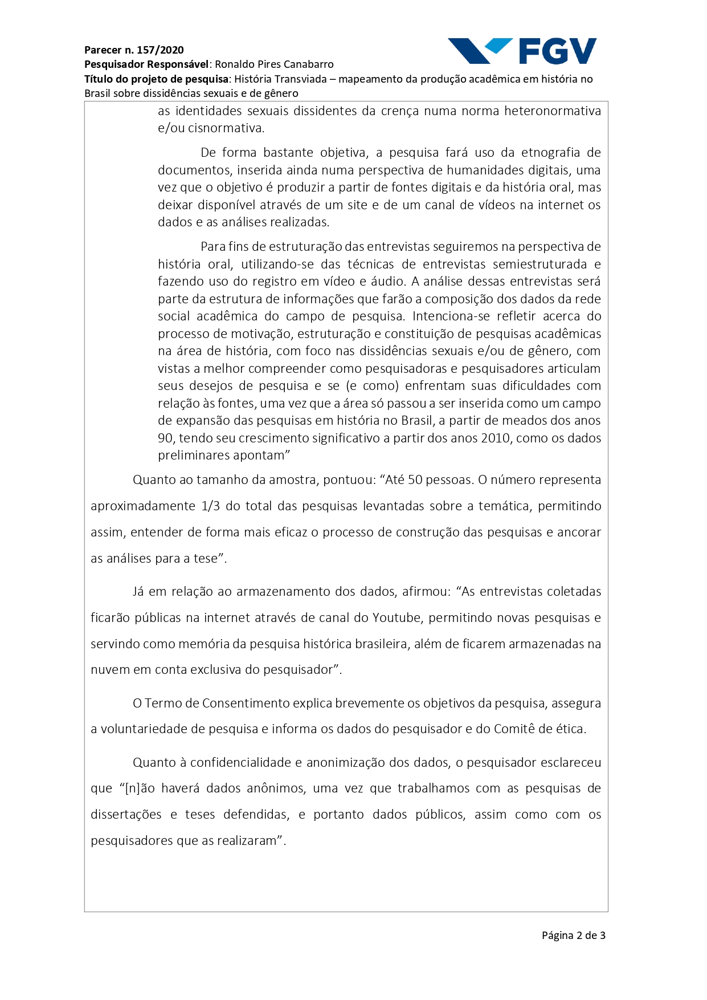 Parecer n. 157/2020
FGV
Pesquisador Responsável: Ronaldo Pires Canabarro
Título do projeto de pesquisa: História Transviada – mapeamento da produção acadêmica em história no
Brasil sobre dissidências sexuais e de gênero
as identidades sexuais dissidentes da crença numa norma heteronormativa
e/ou cisnormativa.
De forma bastante objetiva, a pesquisa fará uso da etnografia de
documentos, inserida ainda numa perspectiva de humanidades digitais, uma
vez que o objetivo é produzir a partir de fontes digitais e da história oral, mas
deixar disponível através de um site e de um canal de vídeos na internet os
dados e as análises realizadas.
Para fins de estruturação das entrevistas seguiremos na perspectiva de
história oral, utilizando-se das técnicas de entrevistas semiestruturada e
fazendo uso do registro em vídeo e áudio. A análise dessas entrevistas será
parte da estrutura de informações que farão a composição dos dados da rede
social acadêmica do campo de pesquisa. Intenciona-se refletir acerca do
processo de motivação, estruturação e constituição de pesquisas acadêmicas
na área de história, com foco nas dissidências sexuais e/ou de gênero, com
vistas a melhor compreender como pesquisadoras e pesquisadores articulam
seus desejos de pesquisa e se (e como) enfrentam suas dificuldades com
relação às fontes, uma vez que a área só passou a ser inserida como um campo
de expansão das pesquisas em história no Brasil, a partir de meados dos anos
90, tendo seu crescimento significativo a partir dos anos 2010, como os dados
preliminares apontam”
Quanto ao tamanho da amostra, pontuou: “Até 50 pessoas. O número representa
aproximadamente 1/3 do total das pesquisas levantadas sobre a temática, permitindo
assim, entender de forma mais eficaz o processo de construção das pesquisas e ancorar
as análises para a tese”.
Já em relação ao armazenamento dos dados, afirmou: “As entrevistas coletadas
ficarão públicas na internet através de canal do Youtube, permitindo novas pesquisas e
servindo como memória da pesquisa histórica brasileira, além de ficarem armazenadas na
nuvem em conta exclusiva do pesquisador”.
O Termo de Consentimento explica brevemente os objetivos da pesquisa, assegura
a voluntariedade de pesquisa e informa os dados do pesquisador e do Comitê de ética.
Quanto à confidencialidade e anonimização dos dados, o pesquisador esclareceu
que “[n]ão haverá dados anônimos, uma vez que trabalhamos com as pesquisas de
dissertações e teses defendidas, e portanto dados públicos, assim como com os
pesquisadores que as realizaram”.
Página 2 de 3